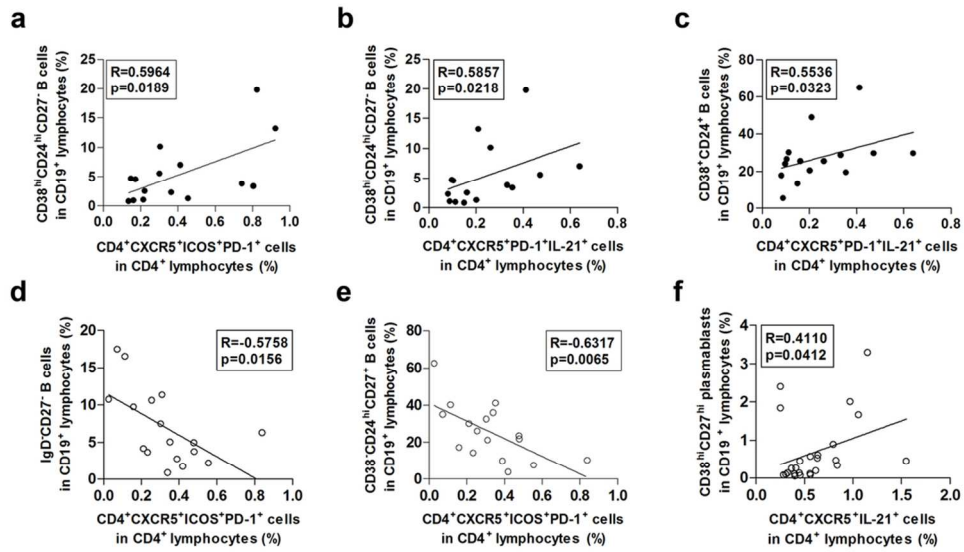 a
CD38ʰⁱCD24ʰⁱCD27⁻ B cells
in CD19⁺ lymphocytes (%)
25
20
15
10
5
0
R=0.5964
p=0.0189
0.0 0.2 0.4 0.6 0.8 1.0
CD4⁺CXCR5⁺ICOS⁺PD-1⁺ cells
in CD4⁺ lymphocytes (%)
b
CD38ʰⁱCD24ʰⁱCD27⁻ B cells
in CD19⁺ lymphocytes (%)
25
20
15
10
5
0
R=0.5857
p=0.0218
0.0 0.2 0.4 0.6 0.8
CD4⁺CXCR5⁺PD-1⁺IL-21⁺ cells
in CD4⁺ lymphocytes (%)
c
CD38⁺CD24⁺ B cells
in CD19⁺ lymphocytes (%)
80
60
40
20
0
R=0.5536
p=0.0323
0.0 0.2 0.4 0.6 0.8
CD4⁺CXCR5⁺PD-1⁺IL-21⁺ cells
in CD4⁺ lymphocytes (%)
d
IgD⁻CD27⁻ B cells
in CD19⁺ lymphocytes (%)
20
15
10
5
0
R=-0.5758
p=0.0156
0.0 0.2 0.4 0.6 0.8 1.0
CD4⁺CXCR5⁺ICOS⁺PD-1⁺ cells
in CD4⁺ lymphocytes (%)
e
CD38⁻CD24ʰⁱCD27⁺ B cells
in CD19⁺ lymphocytes (%)
80
60
40
20
0
R=-0.6317
p=0.0065
0.0 0.2 0.4 0.6 0.8 1.0
CD4⁺CXCR5⁺ICOS⁺PD-1⁺ cells
in CD4⁺ lymphocytes (%)
f
CD38ʰⁱCD27ʰⁱ plasmablasts
in CD19⁺ lymphocytes (%)
4
3
2
1
0
R=0.4110
p=0.0412
0.0 0.5 1.0 1.5 2.0
CD4⁺CXCR5⁺IL-21⁺ cells
in CD4⁺ lymphocytes (%)